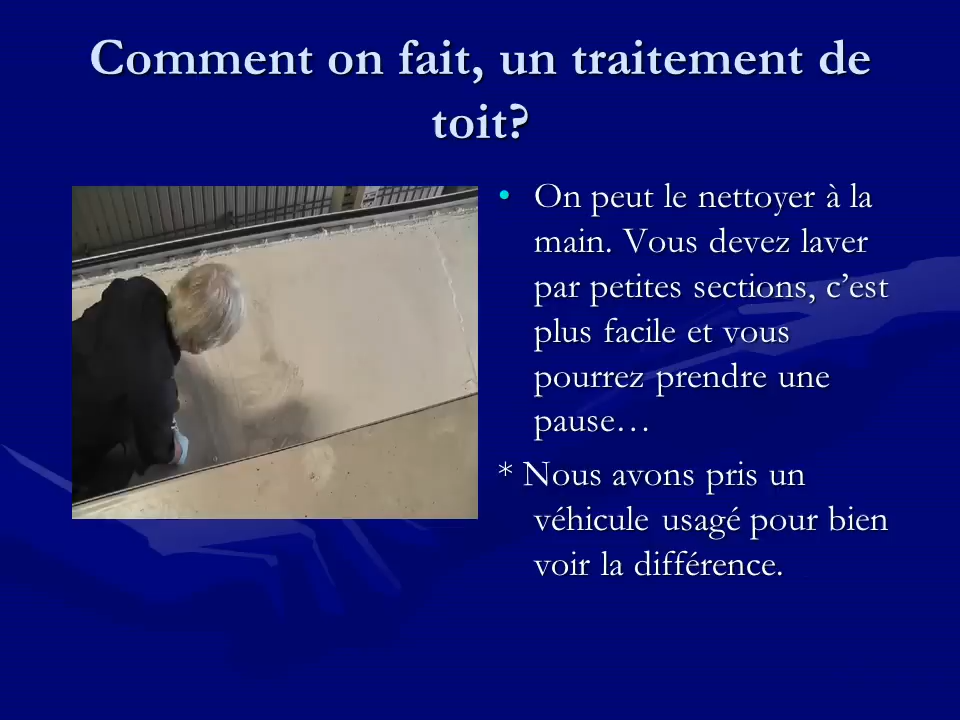 Comment on fait, un traitement de
toit?
• On peut le nettoyer à la
main. Vous devez laver
par petites sections, c’est
plus facile et vous
pourrez prendre une
pause…
* Nous avons pris un
véhicule usagé pour bien
voir la différence.